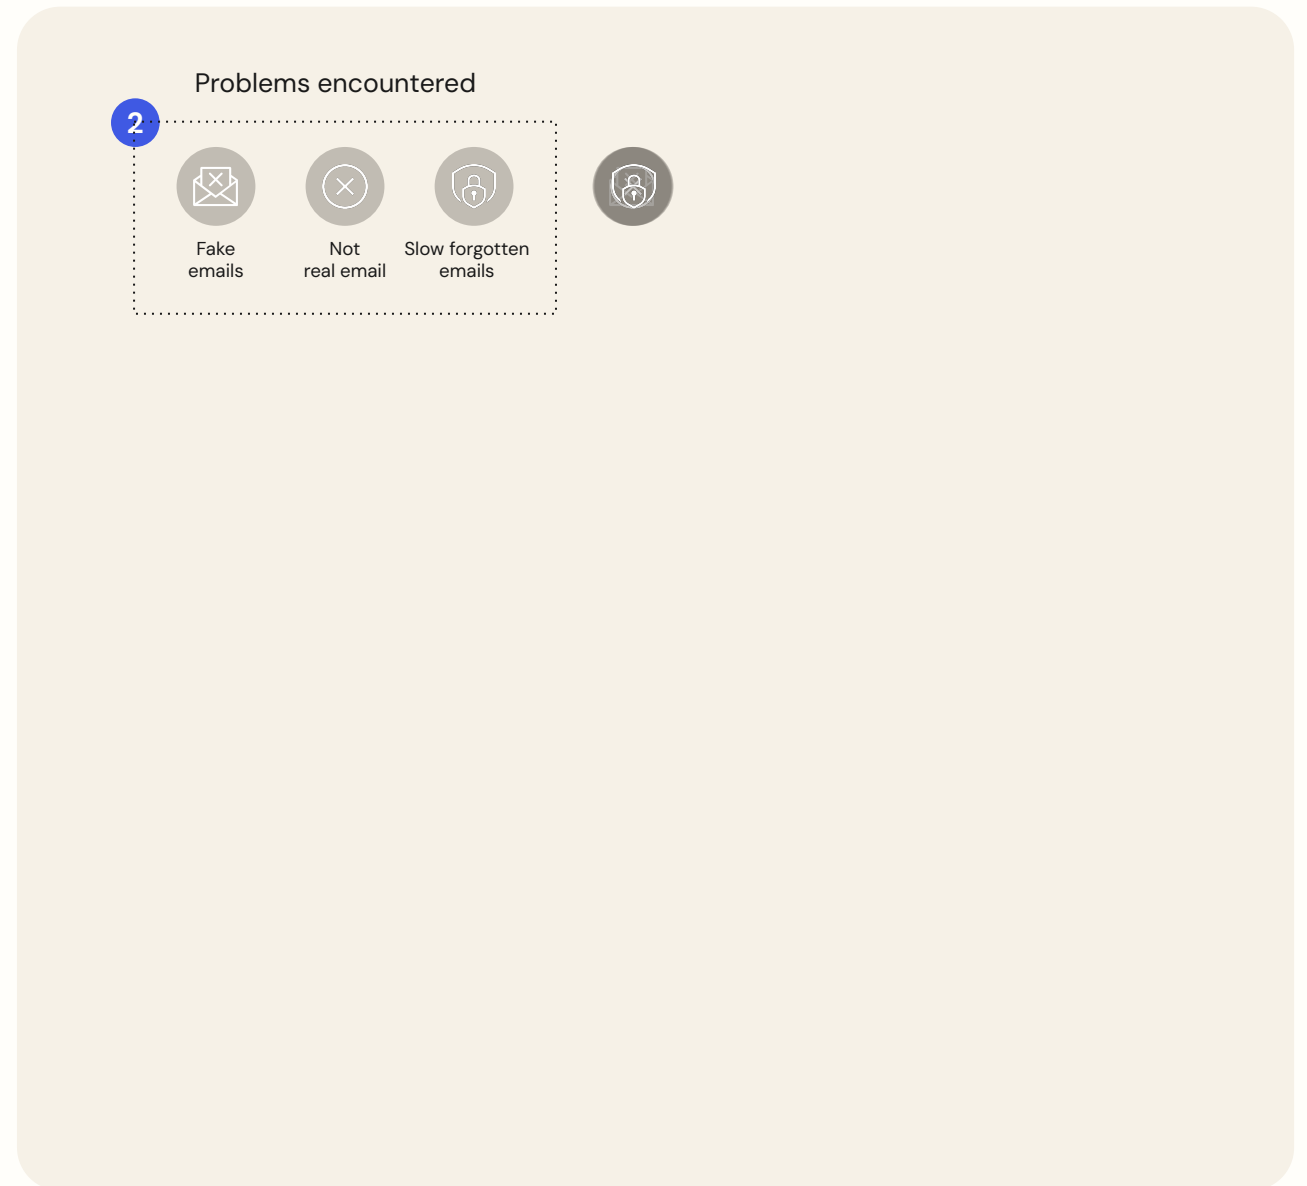 Problems encountered
2
Fake
emails
Not
real email
Slow forgotten
emails